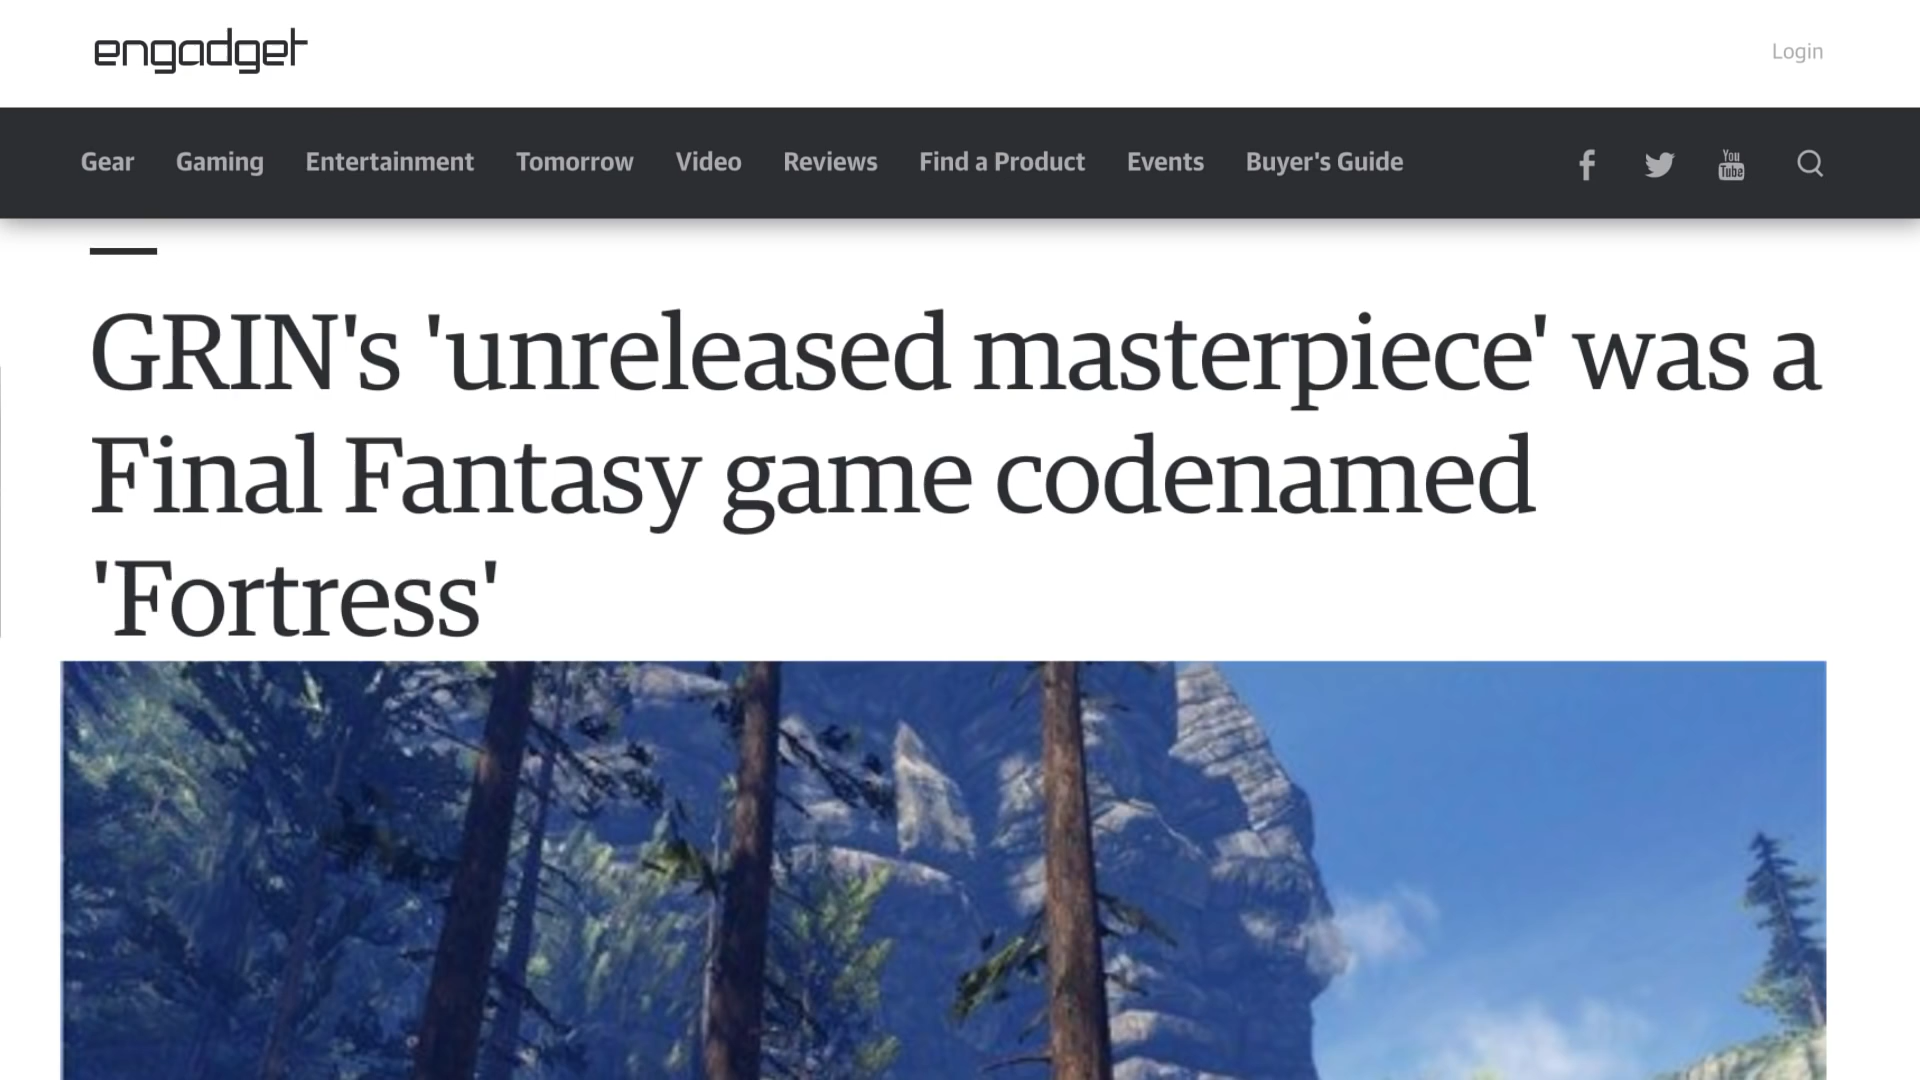 engadget
Login
Gear Gaming Entertainment Tomorrow Video Reviews Find a Product Events Buyer's Guide
You
Tube
GRIN's 'unreleased masterpiece' was a
Final Fantasy game codenamed
'Fortress'